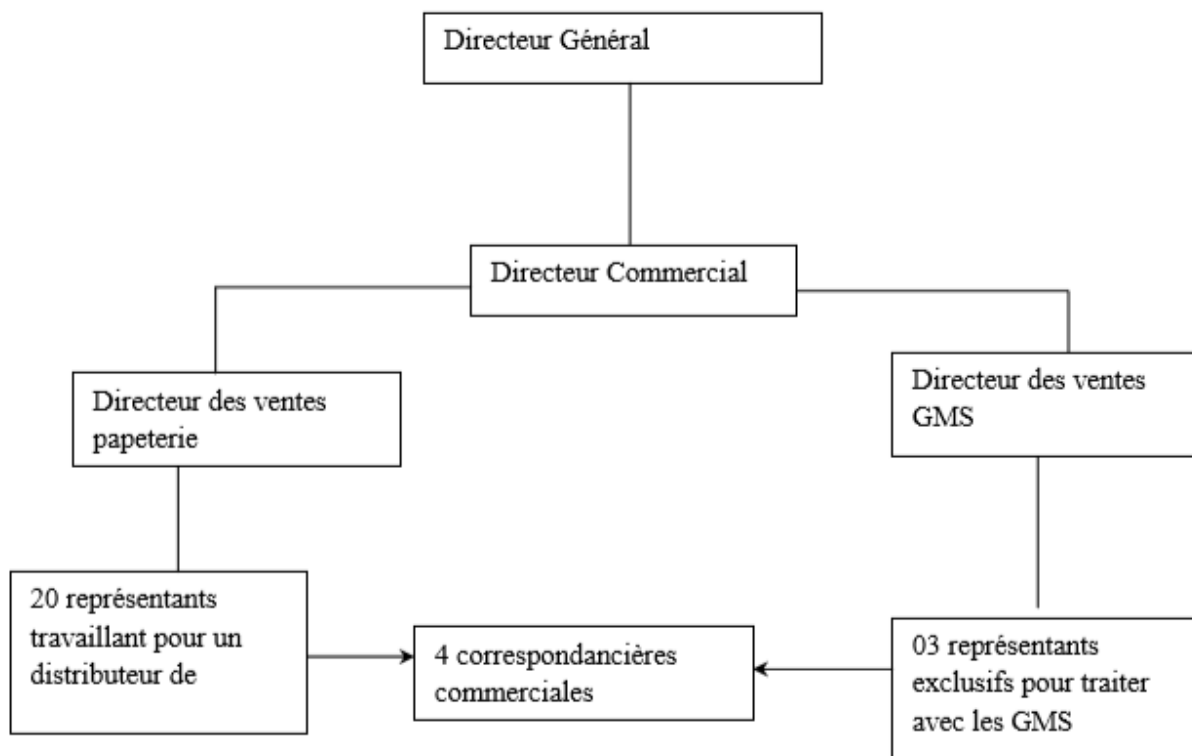 Directeur Général
Directeur Commercial
Directeur des ventes
papeterie
Directeur des ventes
GMS
20 représentants
travaillant pour un
distributeur de
4 correspondancières
commerciales
03 représentants
exclusifs pour traiter
avec les GMS